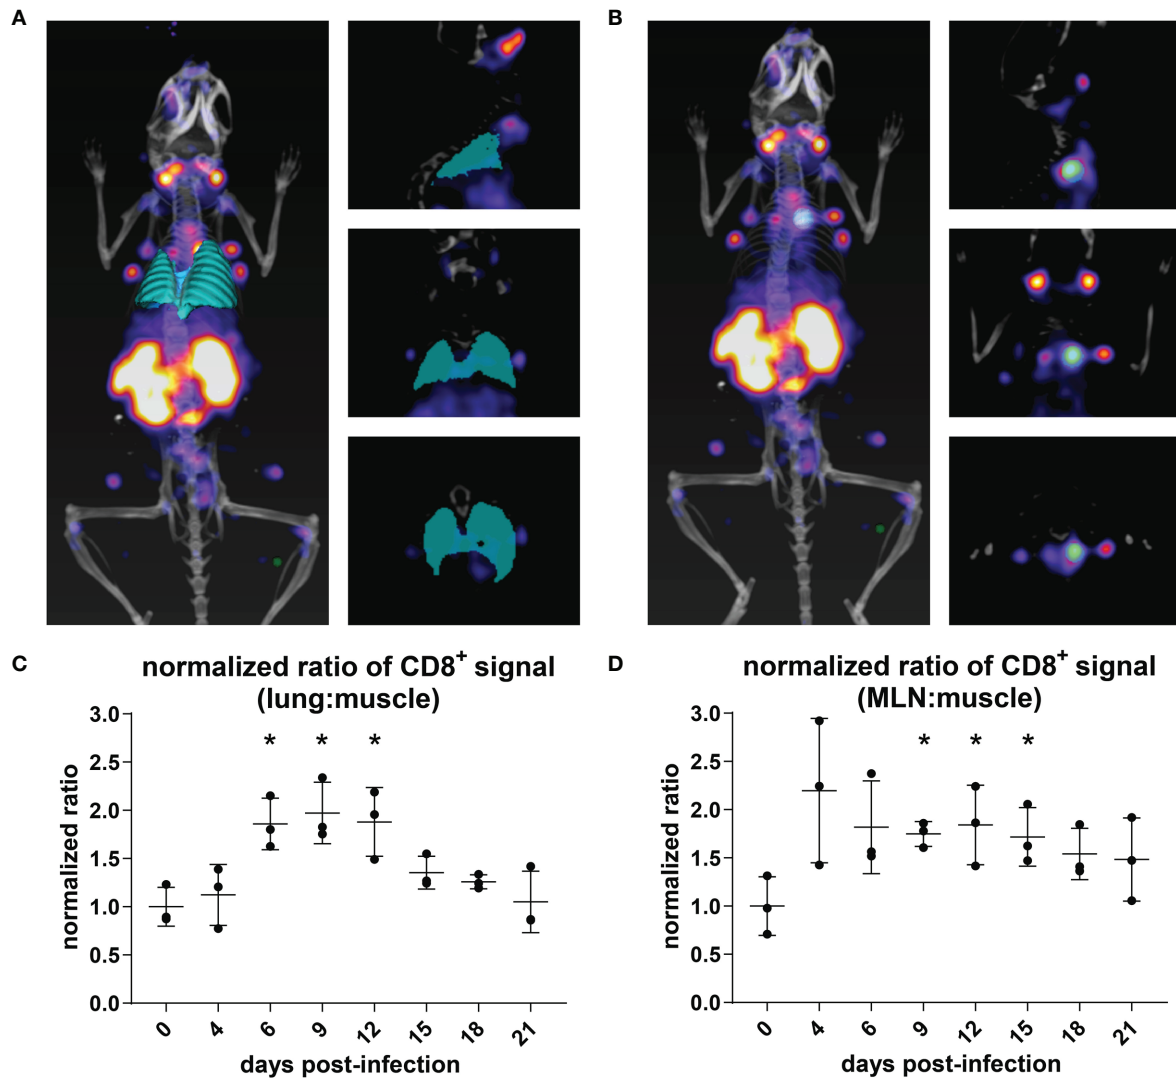 A
B
C
normalized ratio of CD8⁺ signal
(lung:muscle)
normalized ratio
3.0
2.5
2.0
1.5
1.0
0.5
0.0
0
4
6
9
12
15
18
21
* * *
days post-infection
D
normalized ratio of CD8⁺ signal
(MLN:muscle)
normalized ratio
3.0
2.5
2.0
1.5
1.0
0.5
0.0
0
4
6
9
12
15
18
21
* * *
days post-infection